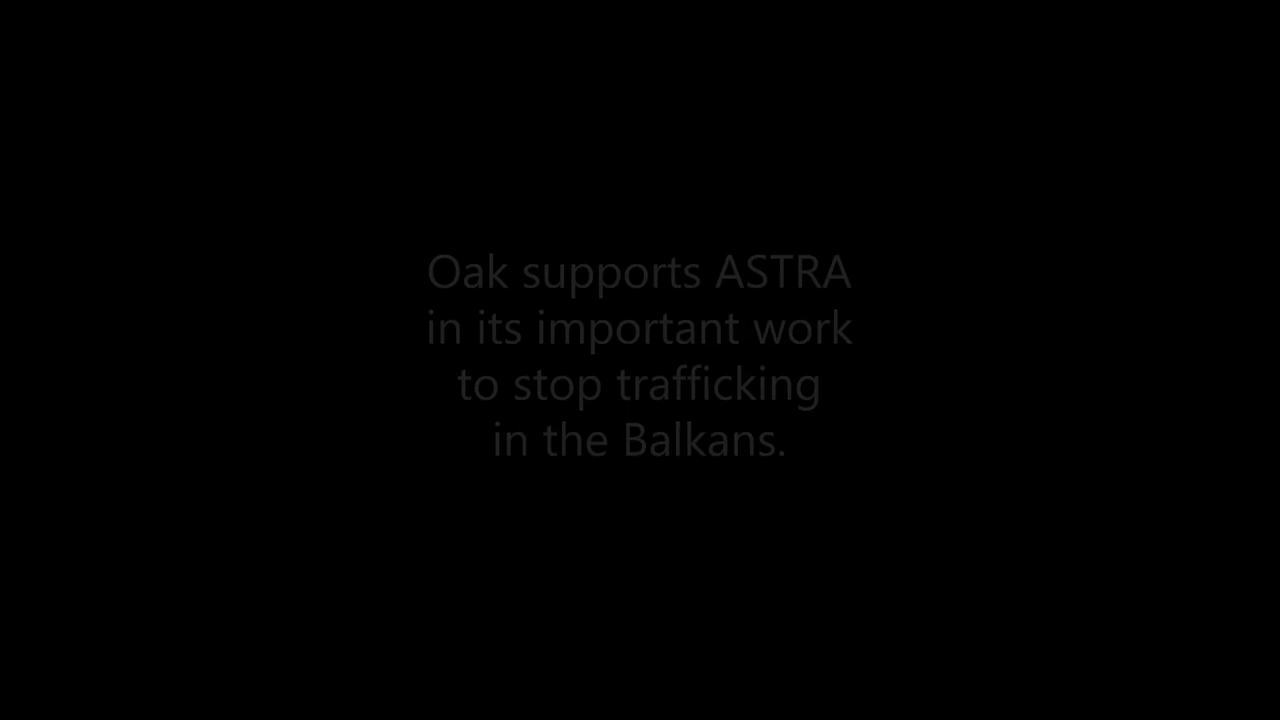 Oak supports ASTRA
in its important work
to stop trafficking
in the Balkans.